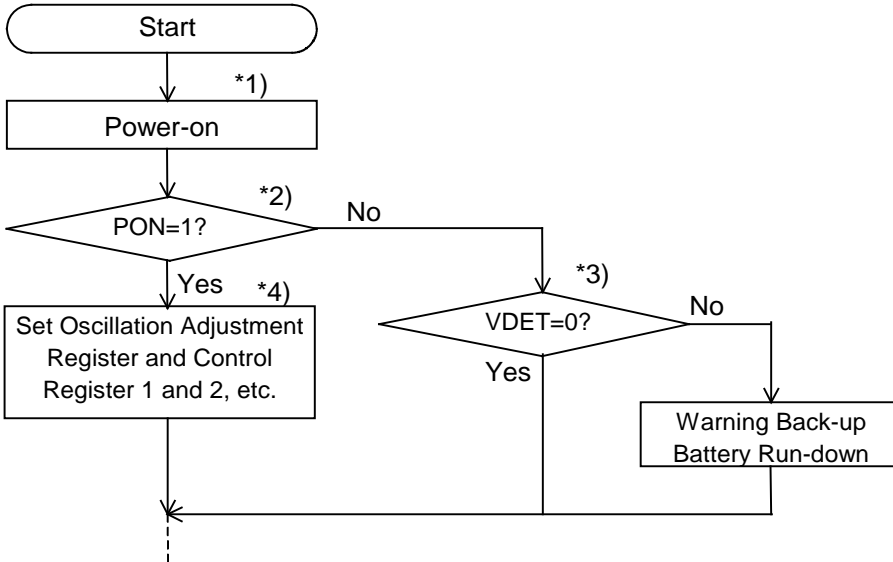 Start
*1)
Power-on
*2)
PON=1?
No
Yes
*4)
*3)
VDET=0?
No
Yes
Set Oscillation Adjustment
Register and Control
Register 1 and 2, etc.
Warning Back-up
Battery Run-down